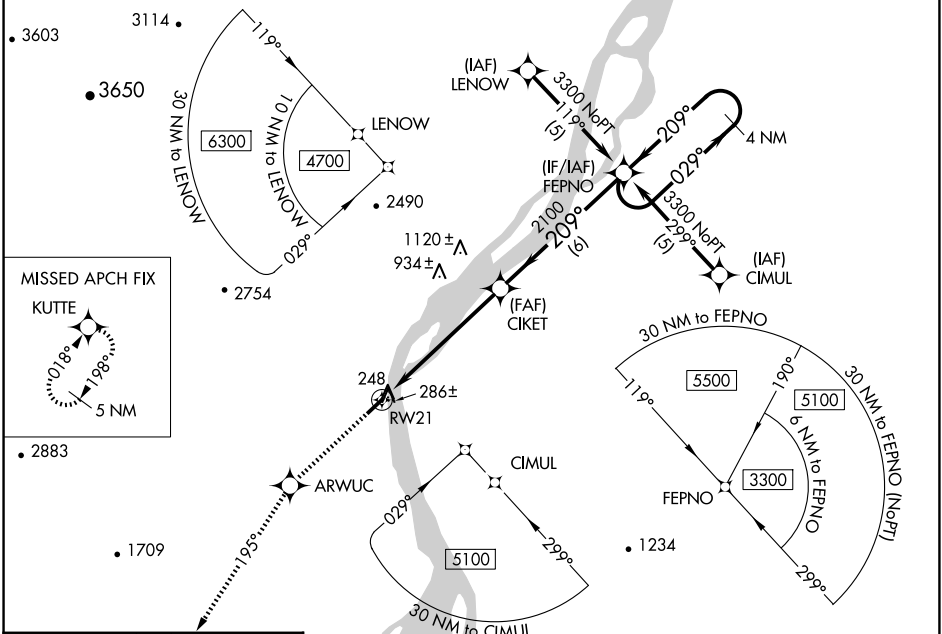 3114
3603
3650
119°
30 NM to LENOW
10 NM to LENOW
6300
4700
LENOW
029°
2490
2754
(IAF)
LENOW
3300 NoPT
119°
(5)
209°
029°
4 NM
(IF/IAF)
FEPNO
2100
209°
(6)
3300 NoPT
299°
(5)
(IAF)
CIMUL
1120 ±
934±
(FAF)
CIKET
MISSED APCH FIX
KUTTE
018°
198°
5 NM
248
286±
RW21
2883
ARWUC
195°
1709
CIMUL
029°
299°
5100
30 NM to CIMUL
1234
30 NM to FEPNO
5500
190°
119°
5100
30 NM to FEPNO (NoPT)
6 NM to FEPNO
3300
FEPNO
299°